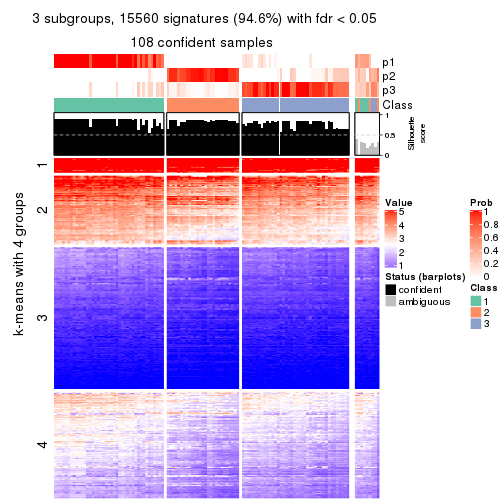 3 subgroups, 15560 signatures (94.6%) with fdr < 0.05
108 confident samples
p1
p2
p3
Class
1
0.5
0
Silhouette
score
k-means with 4 groups
1
2
3
4
Value
5
4
3
2
1
Status (barplots)
confident
ambiguous
Prob
1
0.8
0.6
0.4
0.2
0
Class
1
2
3